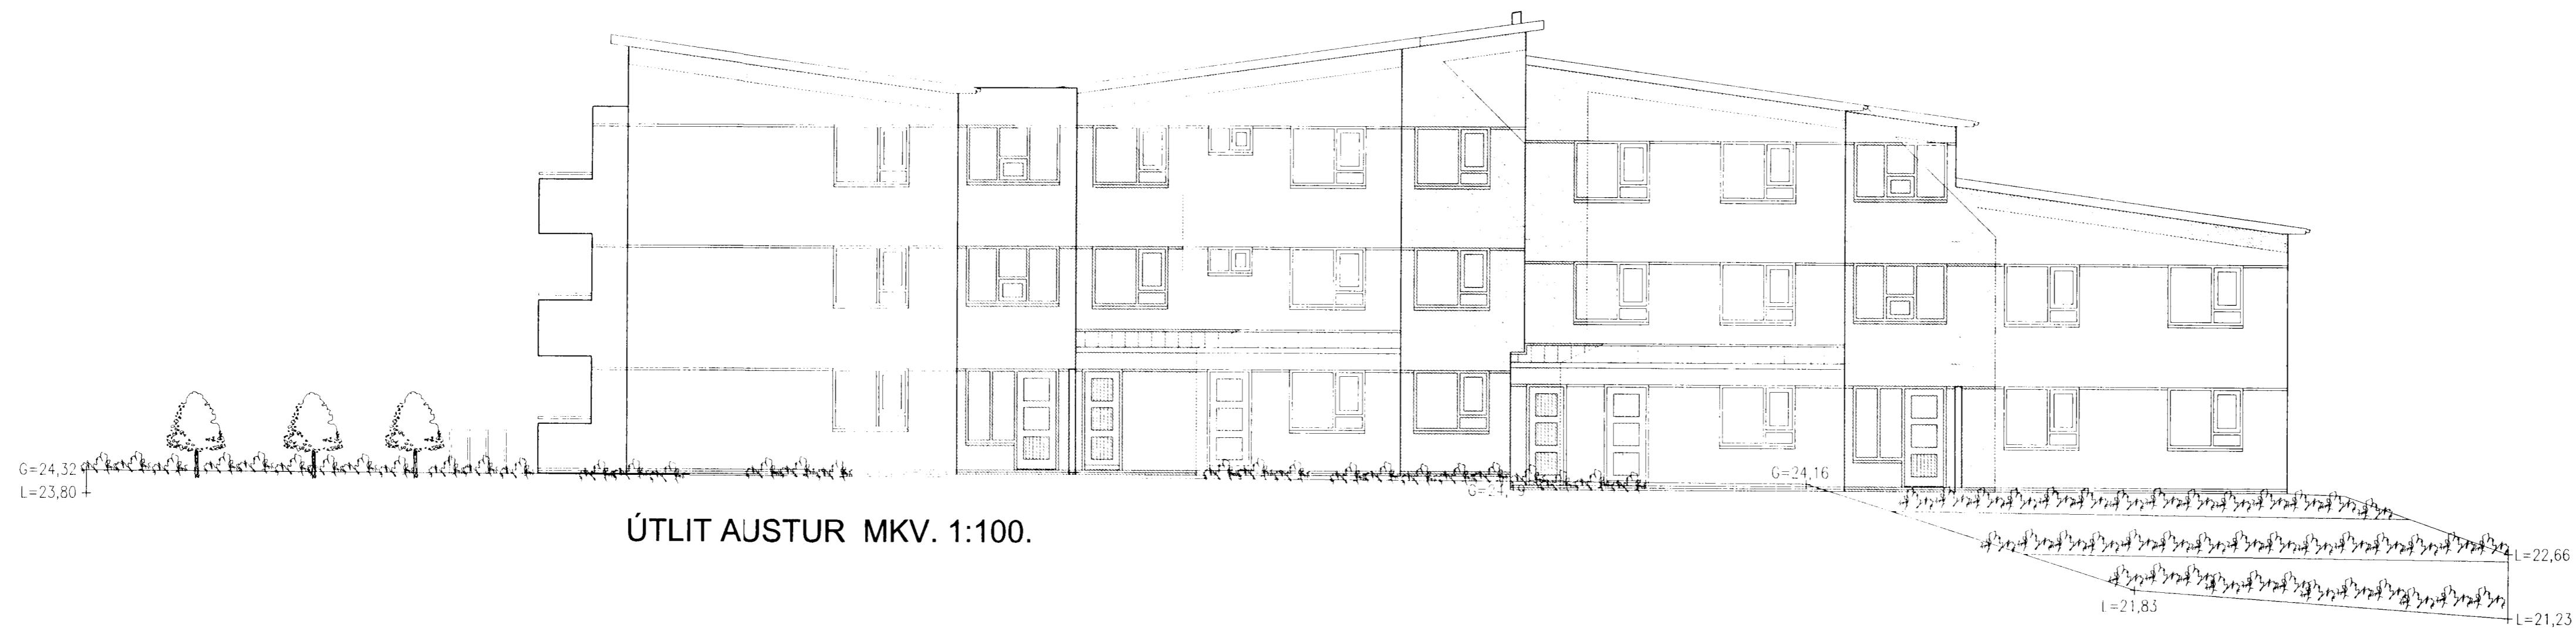 G=24,32
L=23,80
G=24,16
ÚTLIT AUSTUR MKV. 1:100.
L=22,66
L=21,83
L=21,23